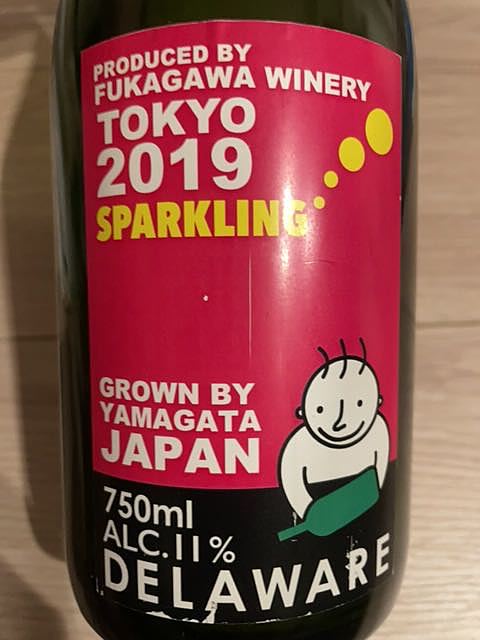 PRODUCED BY
FUKAGAWA WINERY
TOKYO
2019
SPARKLING
GROWN BY
YAMAGATA
JAPAN
750ml
ALC.11%
DELAWARE